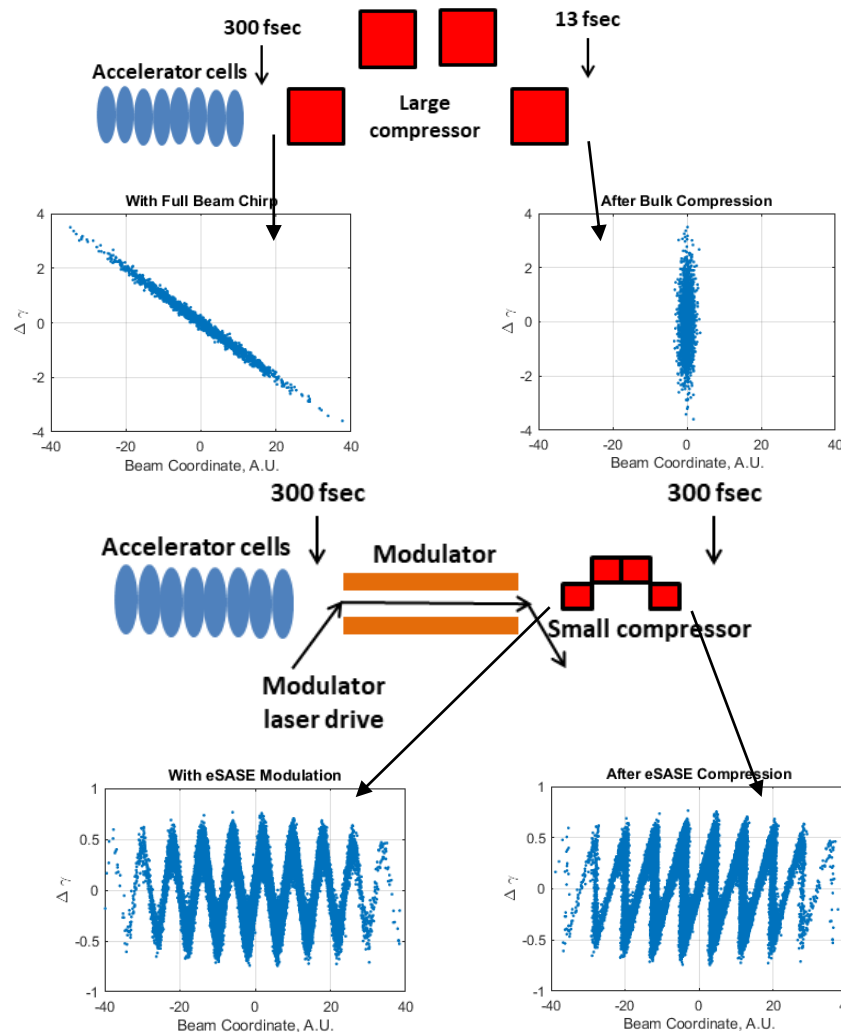 300 fsec
13 fsec
Accelerator cells
Large
compressor
With Full Beam Chirp
4
2
0
-2
-4
Δ γ
-40
-20
0
20
40
Beam Coordinate, A.U.
After Bulk Compression
4
2
0
-2
-4
Δ γ
-40
-20
0
20
40
Beam Coordinate, A.U.
300 fsec
300 fsec
Accelerator cells
Modulator
Small compressor
Modulator
laser drive
With eSASE Modulation
1
0.5
0
-0.5
-1
Δ γ
-40
-20
0
20
40
Beam Coordinate, A.U.
After eSASE Compression
1
0.5
0
-0.5
-1
Δ γ
-40
-20
0
20
40
Beam Coordinate, A.U.